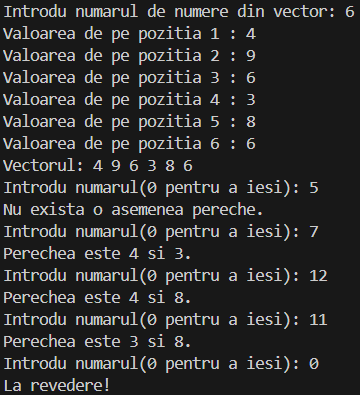 Introdu numarul de numere din vector: 6
Valoarea de pe pozitia 1 : 4
Valoarea de pe pozitia 2 : 9
Valoarea de pe pozitia 3 : 6
Valoarea de pe pozitia 4 : 3
Valoarea de pe pozitia 5 : 8
Valoarea de pe pozitia 6 : 6
Vectorul: 4 9 6 3 8 6
Introdu numarul(0 pentru a iesi): 5
Nu exista o asemenea pereche.
Introdu numarul(0 pentru a iesi): 7
Perechea este 4 si 3.
Introdu numarul(0 pentru a iesi): 12
Perechea este 4 si 8.
Introdu numarul(0 pentru a iesi): 11
Perechea este 3 si 8.
Introdu numarul(0 pentru a iesi): 0
La revedere!